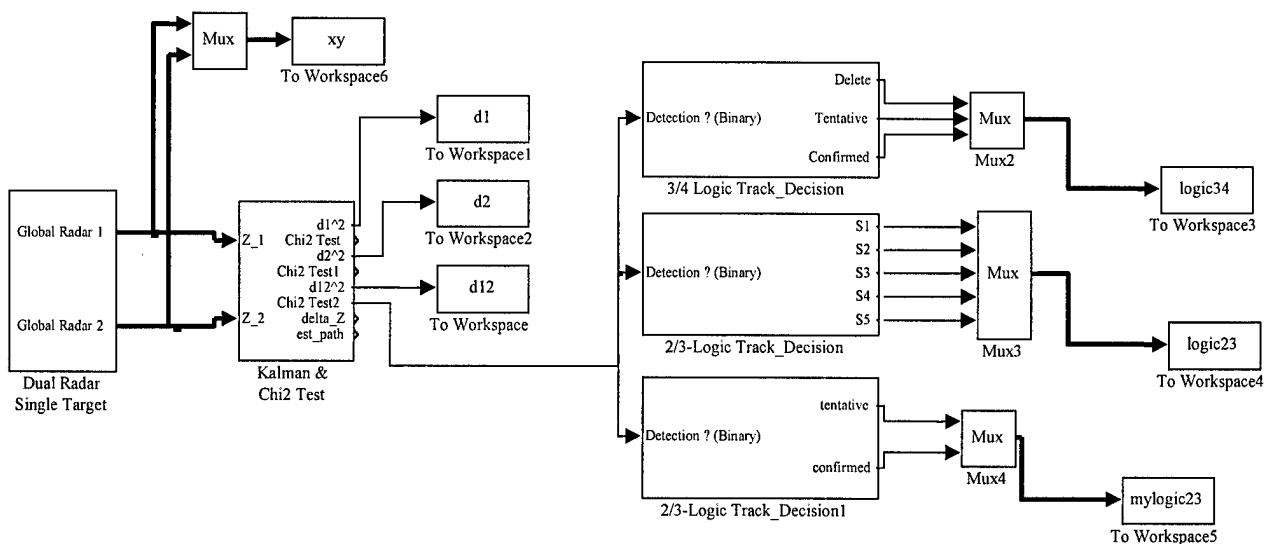 Mux
xy
To Workspace6
Global Radar 1
Global Radar 2
Dual Radar
Single Target
Z_1
Z_2
d1^2
Chi2 Test
d2^2
Chi2 Test1
d12^2
Chi2 Test2
delta_Z
est_path
Kalman &
Chi2 Test
d1
To Workspace1
d2
To Workspace2
d12
To Workspace
Detection ? (Binary)
Delete
Tentative
Confirmed
3/4 Logic Track_Decision
Mux
Mux2
logic34
To Workspace3
Detection ? (Binary)
S1
S2
S3
S4
S5
2/3-Logic Track_Decision
Mux
Mux3
logic23
To Workspace4
Detection ? (Binary)
tentative
confirmed
2/3-Logic Track_Decision1
Mux
Mux4
mylogic23
To Workspace5